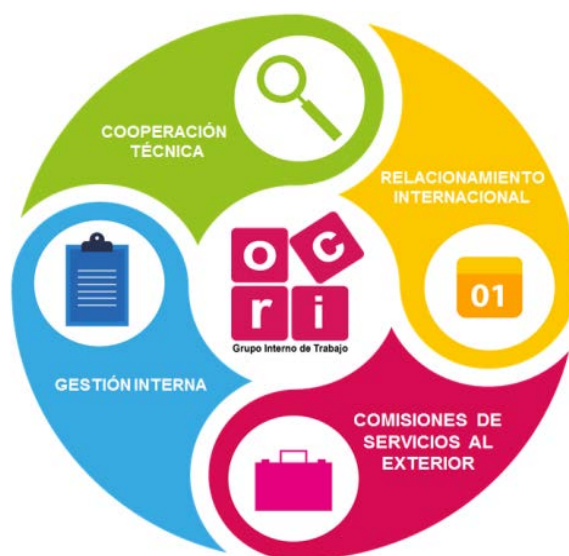 COOPERACIÓN
TÉCNICA
RELACIONAMIENTO
INTERNACIONAL
o c
r i
Grupo Interno de Trabajo
01
GESTIÓN INTERNA
COMISIONES DE
SERVICIOS AL
EXTERIOR